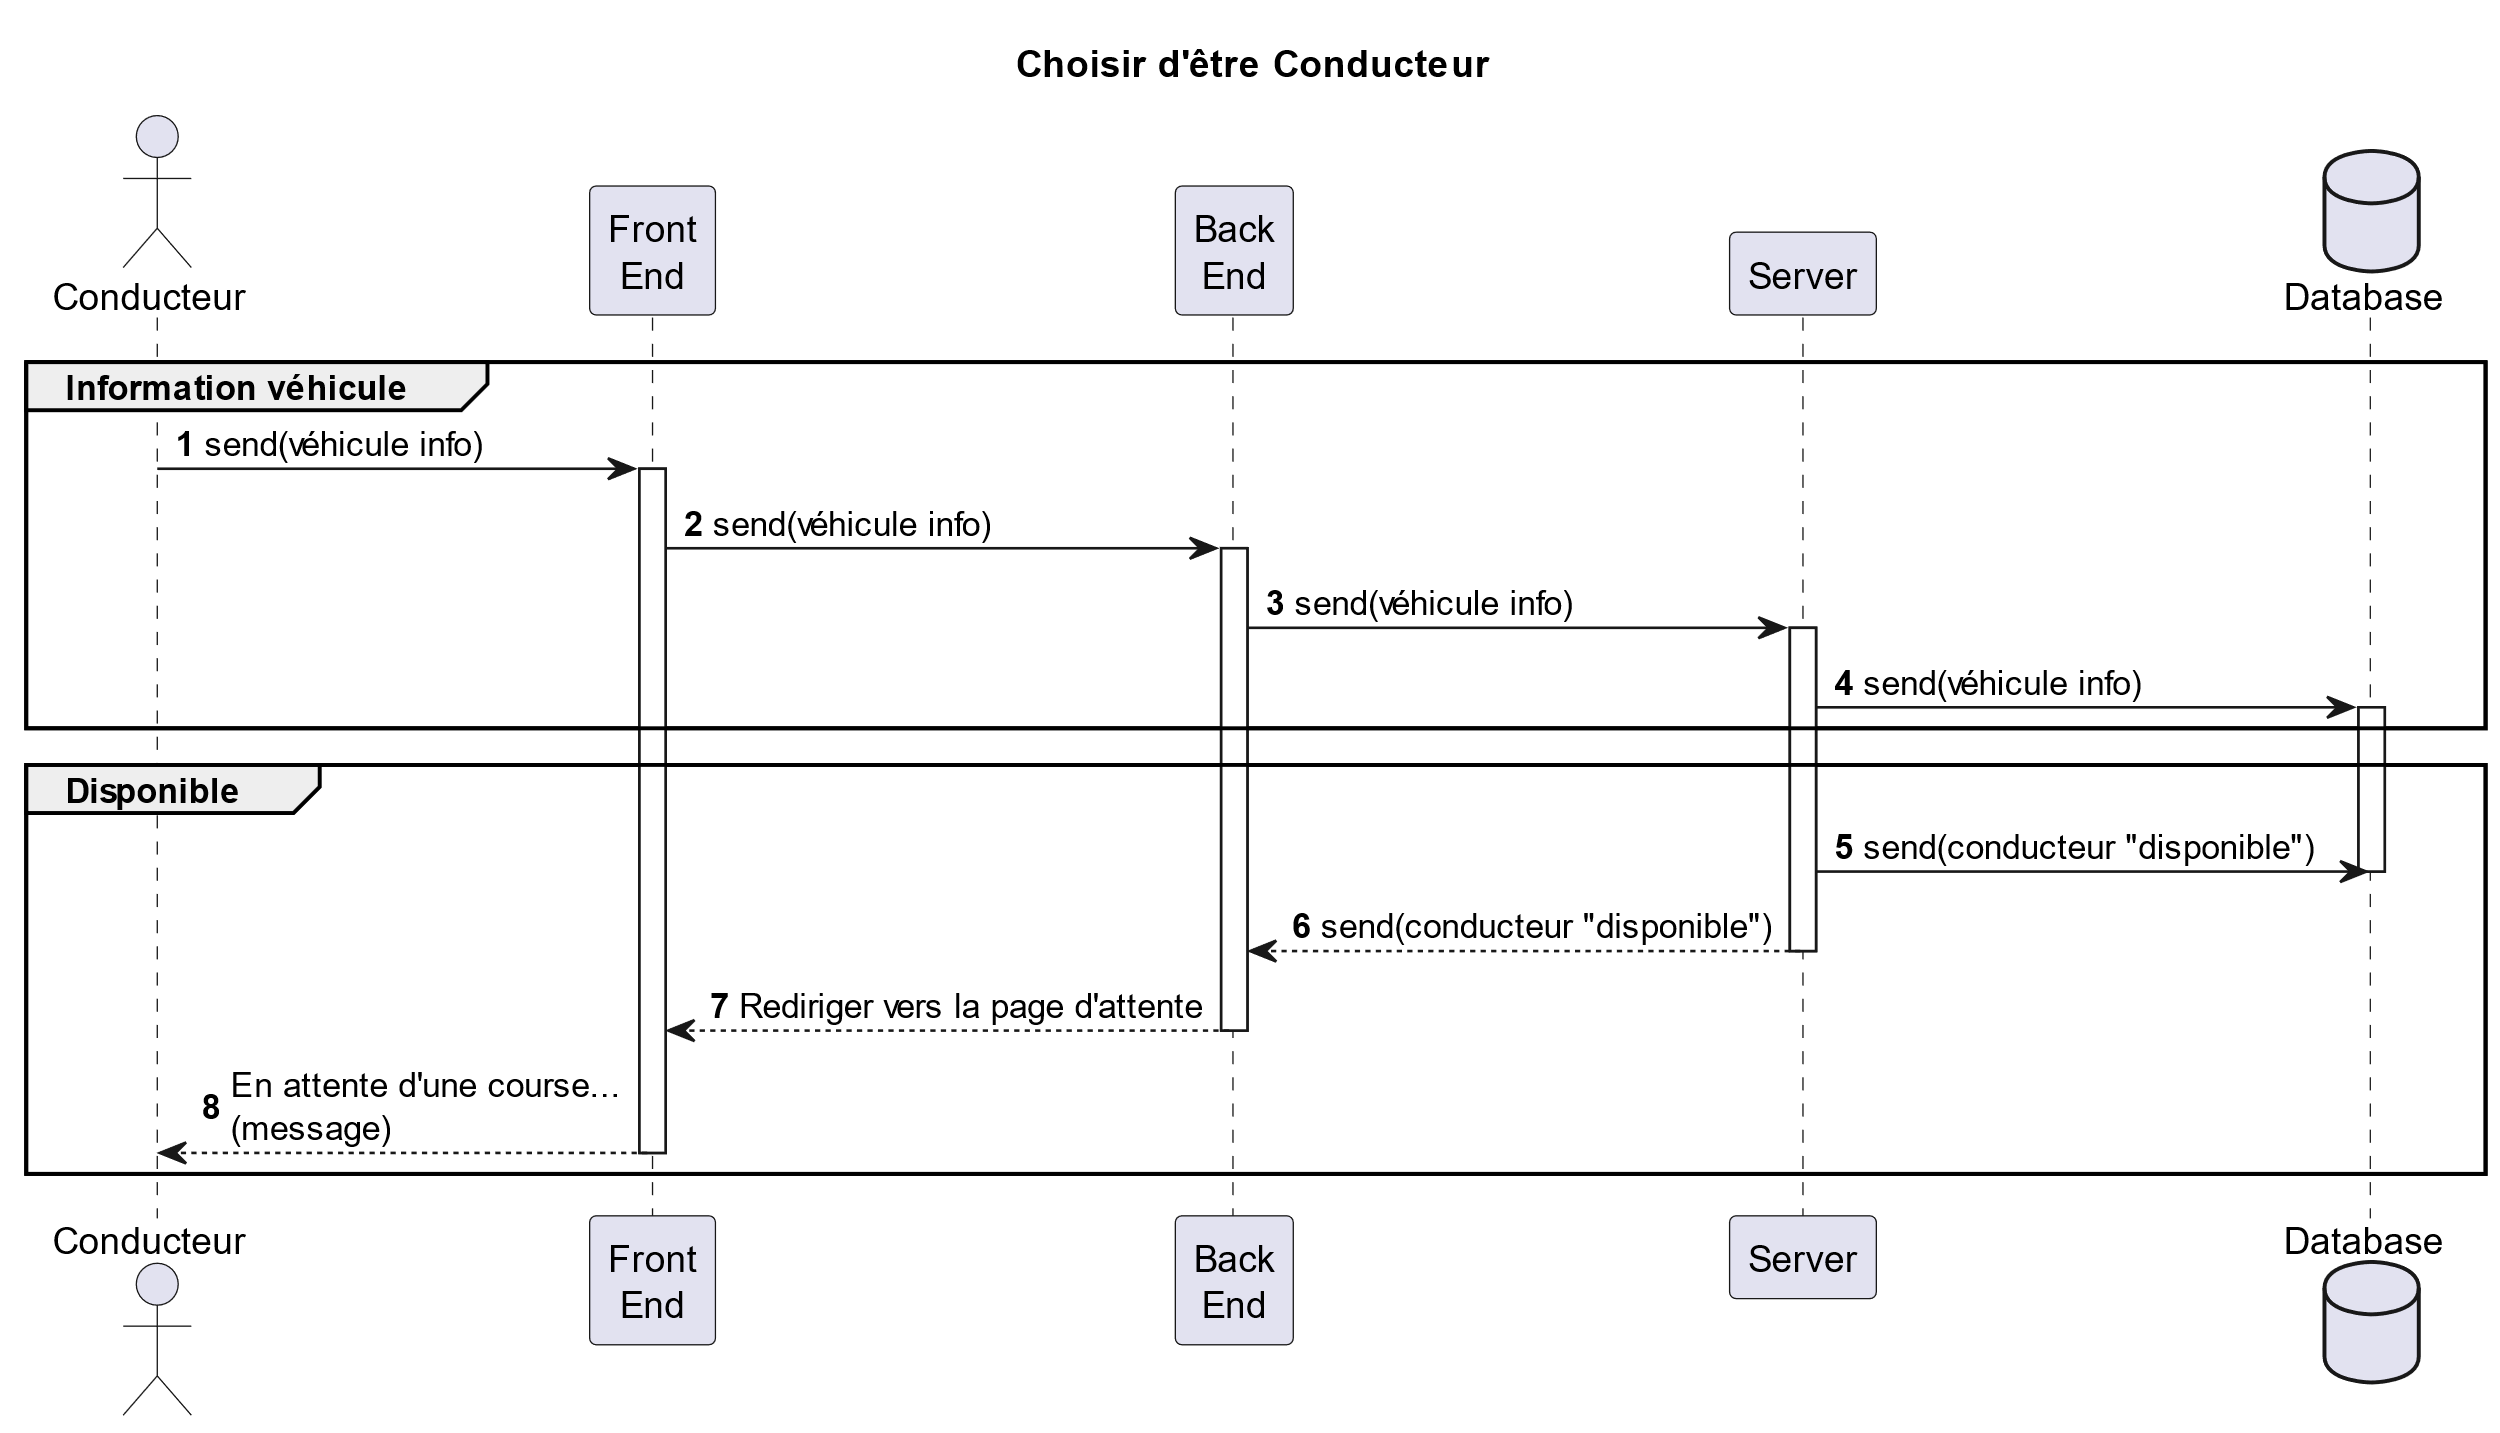 Choisir d'être Conducteur
Conducteur
Front
End
Back
End
Server
Database
Information véhicule
1 send(véhicule info)
2 send(véhicule info)
3 send(véhicule info)
4 send(véhicule info)
Disponible
5 send(conducteur "disponible")
6 send(conducteur "disponible")
7 Rediriger vers la page d'attente
8 En attente d'une course...
(message)
Conducteur
Front
End
Back
End
Server
Database